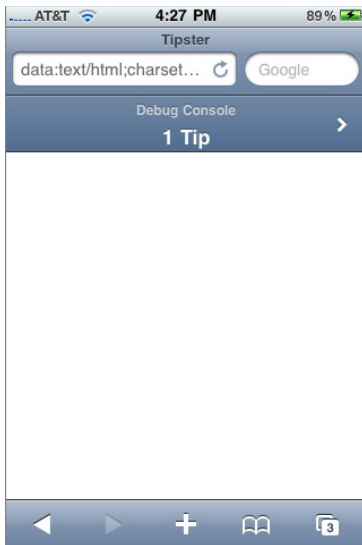 AT&T 4:27 PM 89%
Tipster
data:text/html;charset... Google
Debug Console
1 Tip
3